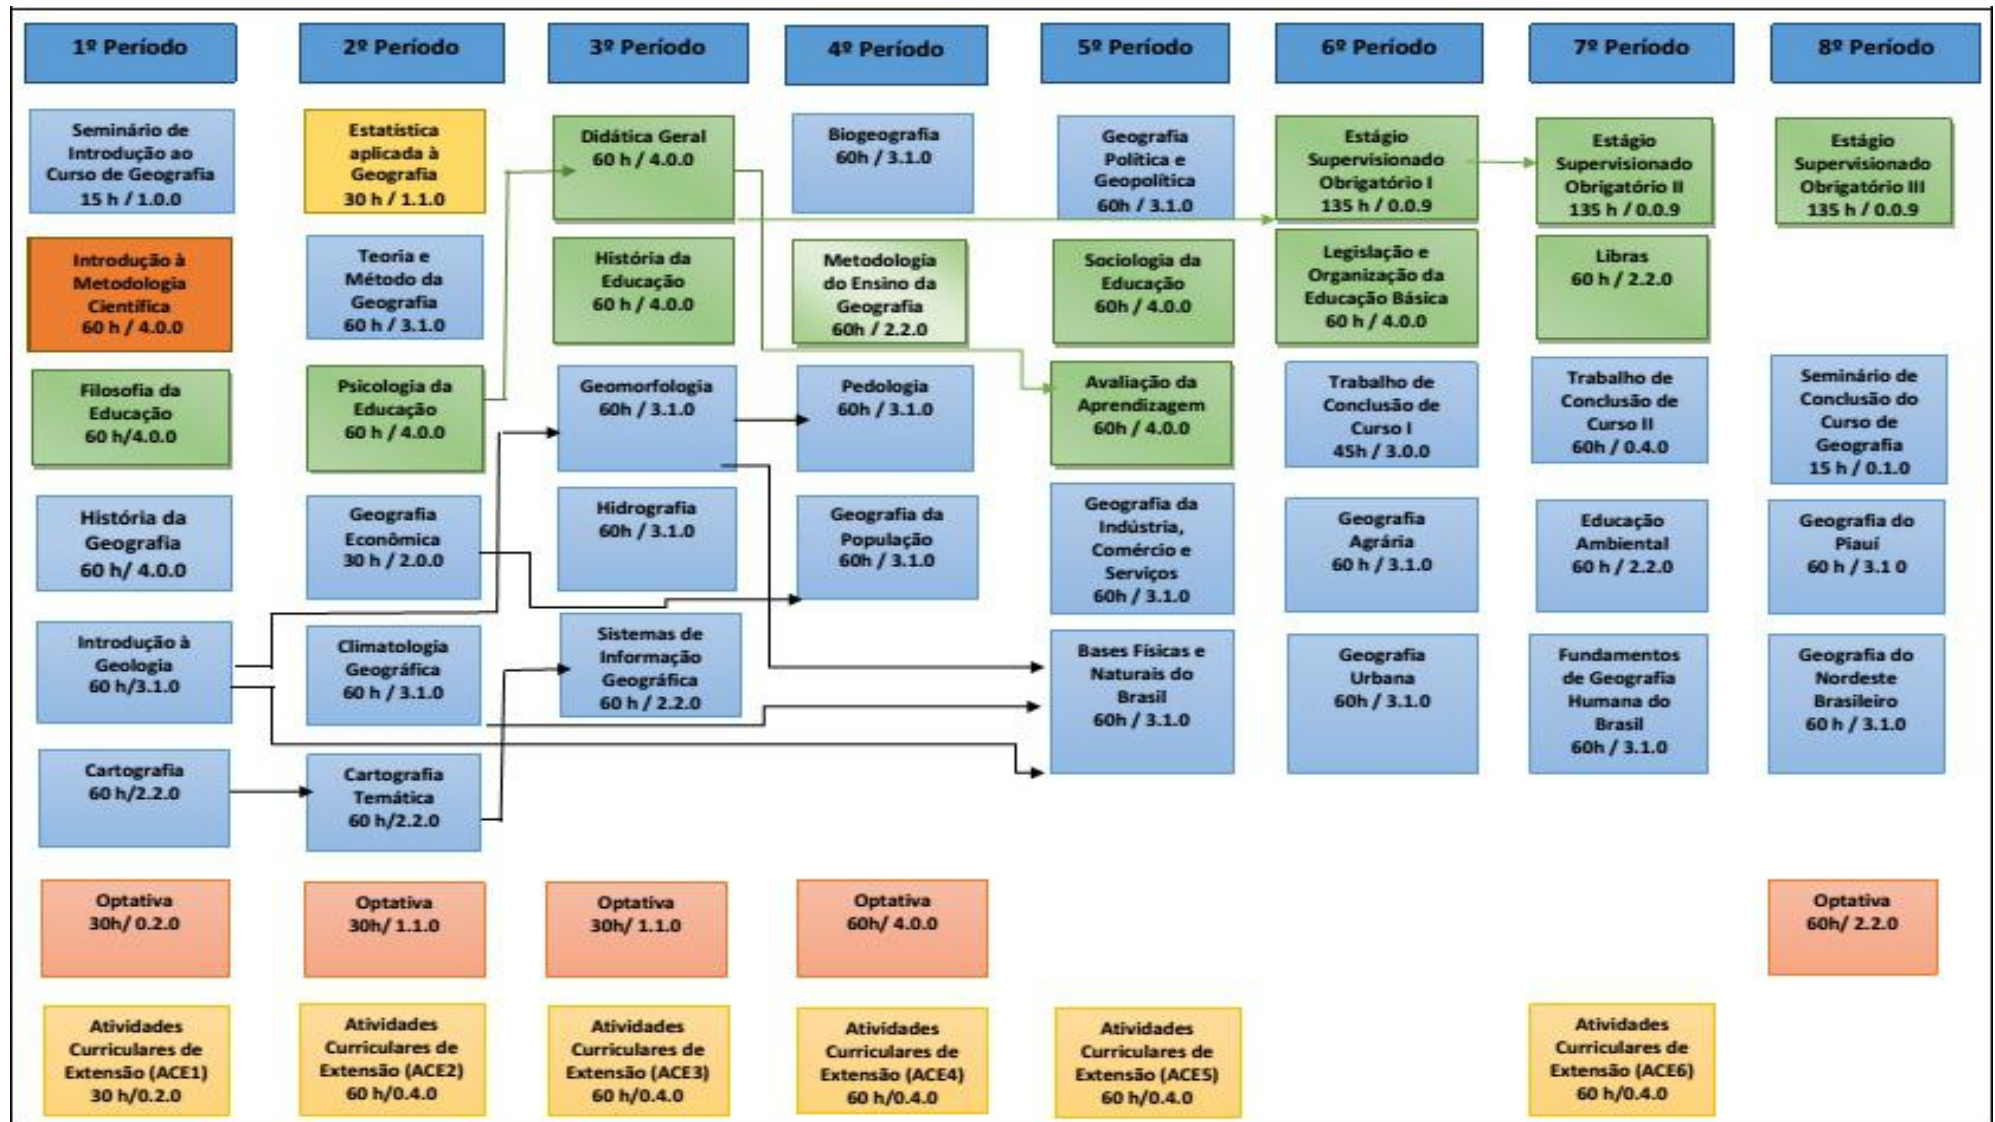 1º Período
2º Período
3º Período
4º Período
5º Período
6º Período
7º Período
8º Período
Seminário de
Introdução ao
Curso de Geografia
15 h / 1.0.0
Estatística
aplicada à
Geografia
30 h / 1.1.0
Didática Geral
60 h / 4.0.0
Biogeografia
60h / 3.1.0
Geografia
Política e
Geopolítica
60h / 3.1.0
Estágio
Supervisionado
Obrigatório I
135 h / 0.0.9
Estágio
Supervisionado
Obrigatório II
135 h / 0.0.9
Estágio
Supervisionado
Obrigatório III
135 h / 0.0.9
Introdução à
Metodologia
Científica
60 h / 4.0.0
Teoria e
Método da
Geografia
60 h / 3.1.0
História da
Educação
60 h / 4.0.0
Metodologia
do Ensino da
Geografia
60h / 2.2.0
Sociologia da
Educação
60h / 4.0.0
Legislação e
Organização da
Educação Básica
60 h / 4.0.0
Libras
60 h / 2.2.0
Filosofia da
Educação
60 h/4.0.0
Psicologia da
Educação
60 h / 4.0.0
Geomorfologia
60h / 3.1.0
Pedologia
60h / 3.1.0
Avaliação da
Aprendizagem
60h / 4.0.0
Trabalho de
Conclusão de
Curso I
45h / 3.0.0
Trabalho de
Conclusão de
Curso II
60h / 0.4.0
Seminário de
Conclusão do
Curso de
Geografia
15 h / 0.1.0
História da
Geografia
60 h/ 4.0.0
Geografia
Econômica
30 h / 2.0.0
Hidrografia
60h / 3.1.0
Geografia da
População
60h / 3.1.0
Geografia da
Indústria,
Comércio e
Serviços
60h / 3.1.0
Geografia
Agrária
60 h / 3.1.0
Educação
Ambiental
60 h / 2.2.0
Geografia do
Piauí
60 h / 3.1 0
Introdução à
Geologia
60 h/3.1.0
Climatologia
Geográfica
60 h / 3.1.0
Sistemas de
Informação
Geográfica
60 h / 2.2.0
Bases Físicas e
Naturais do
Brasil
60h / 3.1.0
Geografia
Urbana
60h / 3.1.0
Fundamentos
de Geografia
Humana do
Brasil
60h / 3.1.0
Geografia do
Nordeste
Brasileiro
60 h / 3.1.0
Cartografia
60 h/2.2.0
Cartografia
Temática
60 h/2.2.0
Optativa
30h/ 0.2.0
Optativa
30h/ 1.1.0
Optativa
30h/ 1.1.0
Optativa
60h/ 4.0.0
Optativa
60h/ 2.2.0
Atividades
Curriculares de
Extensão (ACE1)
30 h/0.2.0
Atividades
Curriculares de
Extensão (ACE2)
60 h/0.4.0
Atividades
Curriculares de
Extensão (ACE3)
60 h/0.4.0
Atividades
Curriculares de
Extensão (ACE4)
60 h/0.4.0
Atividades
Curriculares de
Extensão (ACE5)
60 h/0.4.0
Atividades
Curriculares de
Extensão (ACE6)
60 h/0.4.0